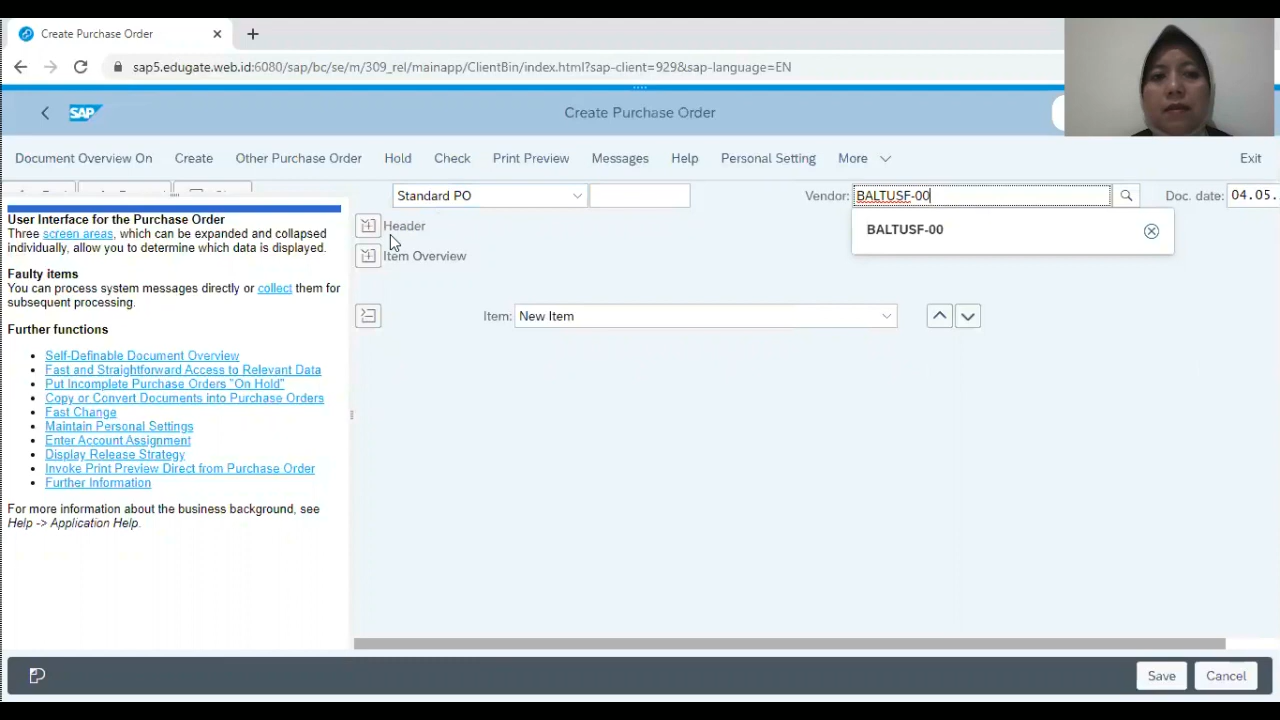 Create Purchase Order
sap5.edugate.web.id:6080/sap/bc/se/m/309_rel/mainapp/ClientBin/index.html?sap-client=929&sap-language=EN
SAP
Create Purchase Order
Document Overview On Create Other Purchase Order Hold Check Print Preview Messages Help Personal Setting More Exit
Standard PO
Vendor: BALTUSF-00
Doc. date: 04.05.
BALTUSF-00
Header
Item Overview
Item: New Item
User Interface for the Purchase Order
Three screen areas, which can be expanded and collapsed
individually, allow you to determine which data is displayed.
Faulty items
You can process system messages directly or collect them for
subsequent processing.
Further functions
Self-Definable Document Overview
Fast and Straightforward Access to Relevant Data
Put Incomplete Purchase Orders "On Hold"
Copy or Convert Documents into Purchase Orders
Fast Change
Maintain Personal Settings
Enter Account Assignment
Display Release Strategy
Invoke Print Preview Direct from Purchase Order
Further Information
For more information about the business background, see
Help -> Application Help.
Save Cancel